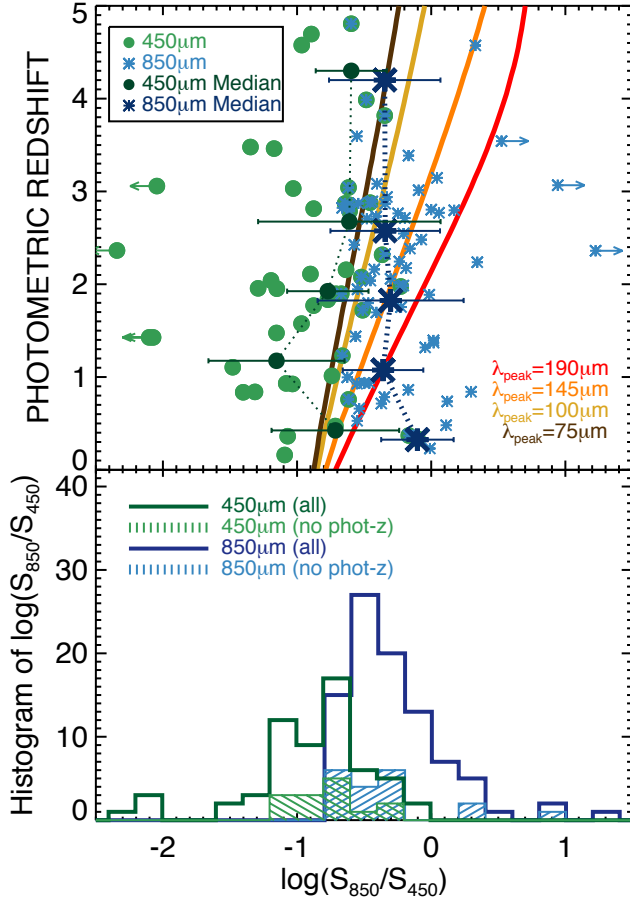 450μm
850μm
450μm Median
850μm Median
PHOTOMETRIC REDSHIFT
5
4
3
2
1
0
λpeak=190μm
λpeak=145μm
λpeak=100μm
λpeak=75μm
450μm (all)
450μm (no phot-z)
850μm (all)
850μm (no phot-z)
Histogram of log(S850/S450)
40
30
20
10
0
-2 -1 0 1
log(S850/S450)